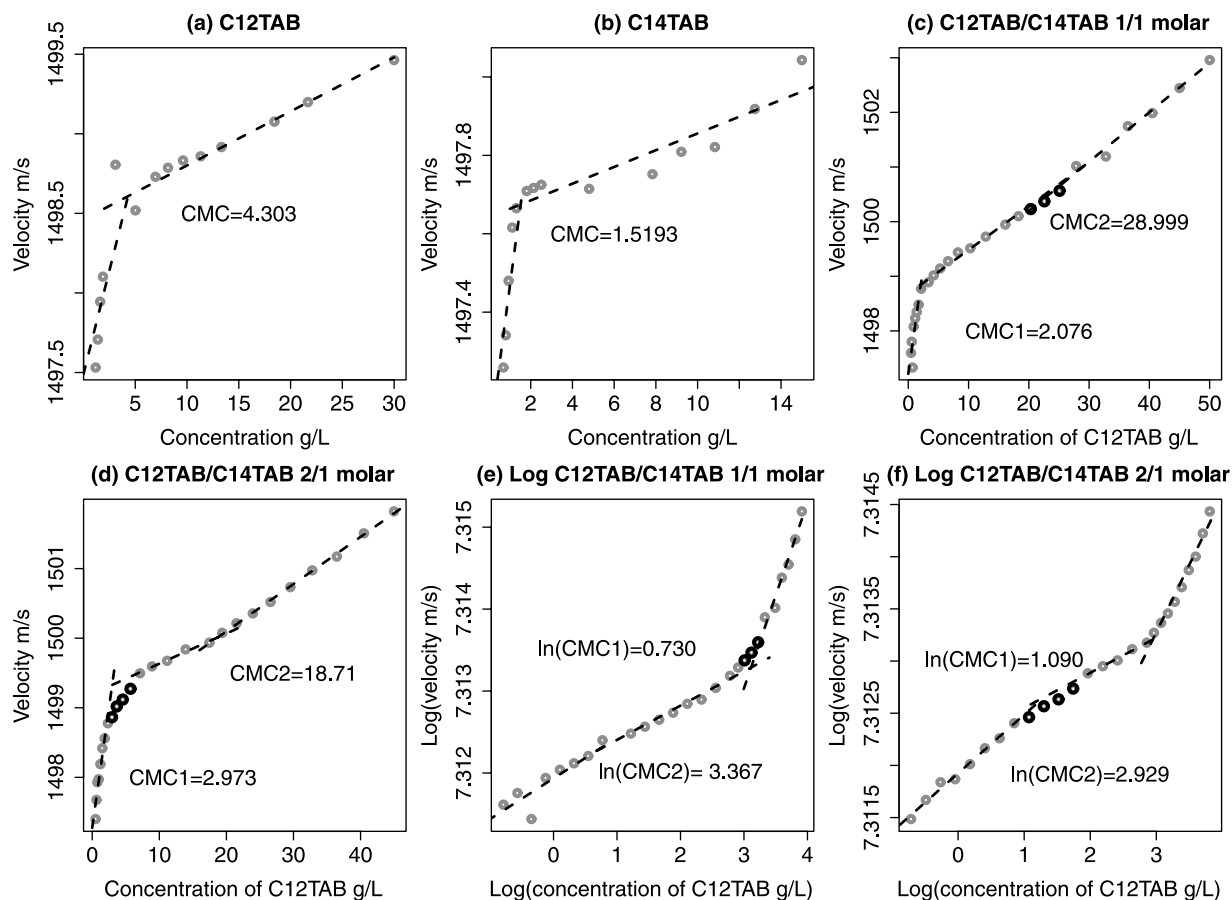 (a) C12TAB
Velocity m/s
1499.5
1498.5
1497.5
CMC=4.303
5 10 15 20 25 30
Concentration g/L
(b) C14TAB
Velocity m/s
1497.8
1497.4
CMC=1.5193
2 4 6 8 10 14
Concentration g/L
(c) C12TAB/C14TAB 1/1 molar
Velocity m/s
1502
1500
1498
CMC2=28.999
CMC1=2.076
0 10 20 30 40 50
Concentration of C12TAB g/L
(d) C12TAB/C14TAB 2/1 molar
Velocity m/s
1501
1500
1499
1498
CMC2=18.71
CMC1=2.973
0 10 20 30 40
Concentration of C12TAB g/L
(e) Log C12TAB/C14TAB 1/1 molar
Log(velocity m/s)
7.315
7.314
7.313
7.312
ln(CMC1)=0.730
ln(CMC2)= 3.367
0 1 2 3 4
Log(concentration of C12TAB g/L)
(f) Log C12TAB/C14TAB 2/1 molar
Log(velocity m/s)
7.3145
7.3135
7.3125
7.3115
ln(CMC1)=1.090
ln(CMC2)=2.929
0 1 2 3
Log(concentration of C12TAB g/L)